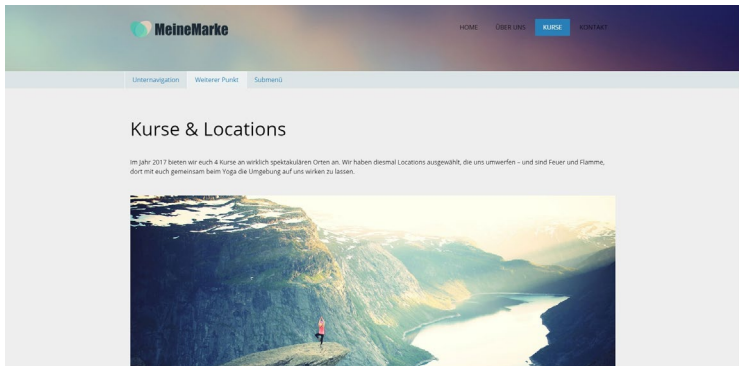 MeineMarke
HOME ÜBER UNS KURSE KONTAKT
Unternavigation Weiterer Punkt Submenü
Kurse & Locations
Im Jahr 2017 bieten wir euch 4 Kurse an wirklich spektakulären Orten an. Wir haben diesmal Locations ausgewählt, die uns umwerfen – und sind Feuer und Flamme,
dort mit euch gemeinsam beim Yoga die Umgebung auf uns wirken zu lassen.